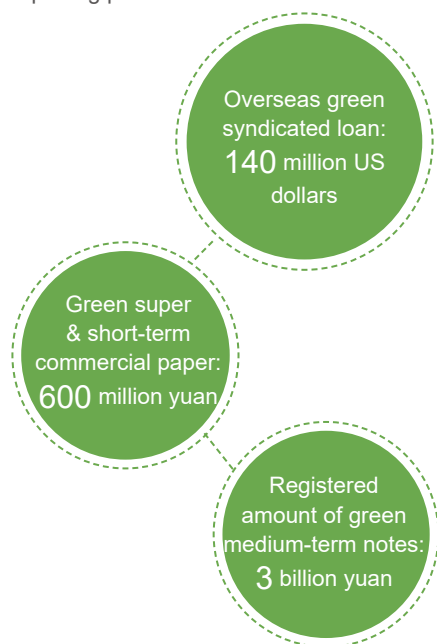 Overseas green
syndicated loan:
140 million US
dollars
Green super
& short-term
commercial paper:
600 million yuan
Registered
amount of green
medium-term notes:
3 billion yuan